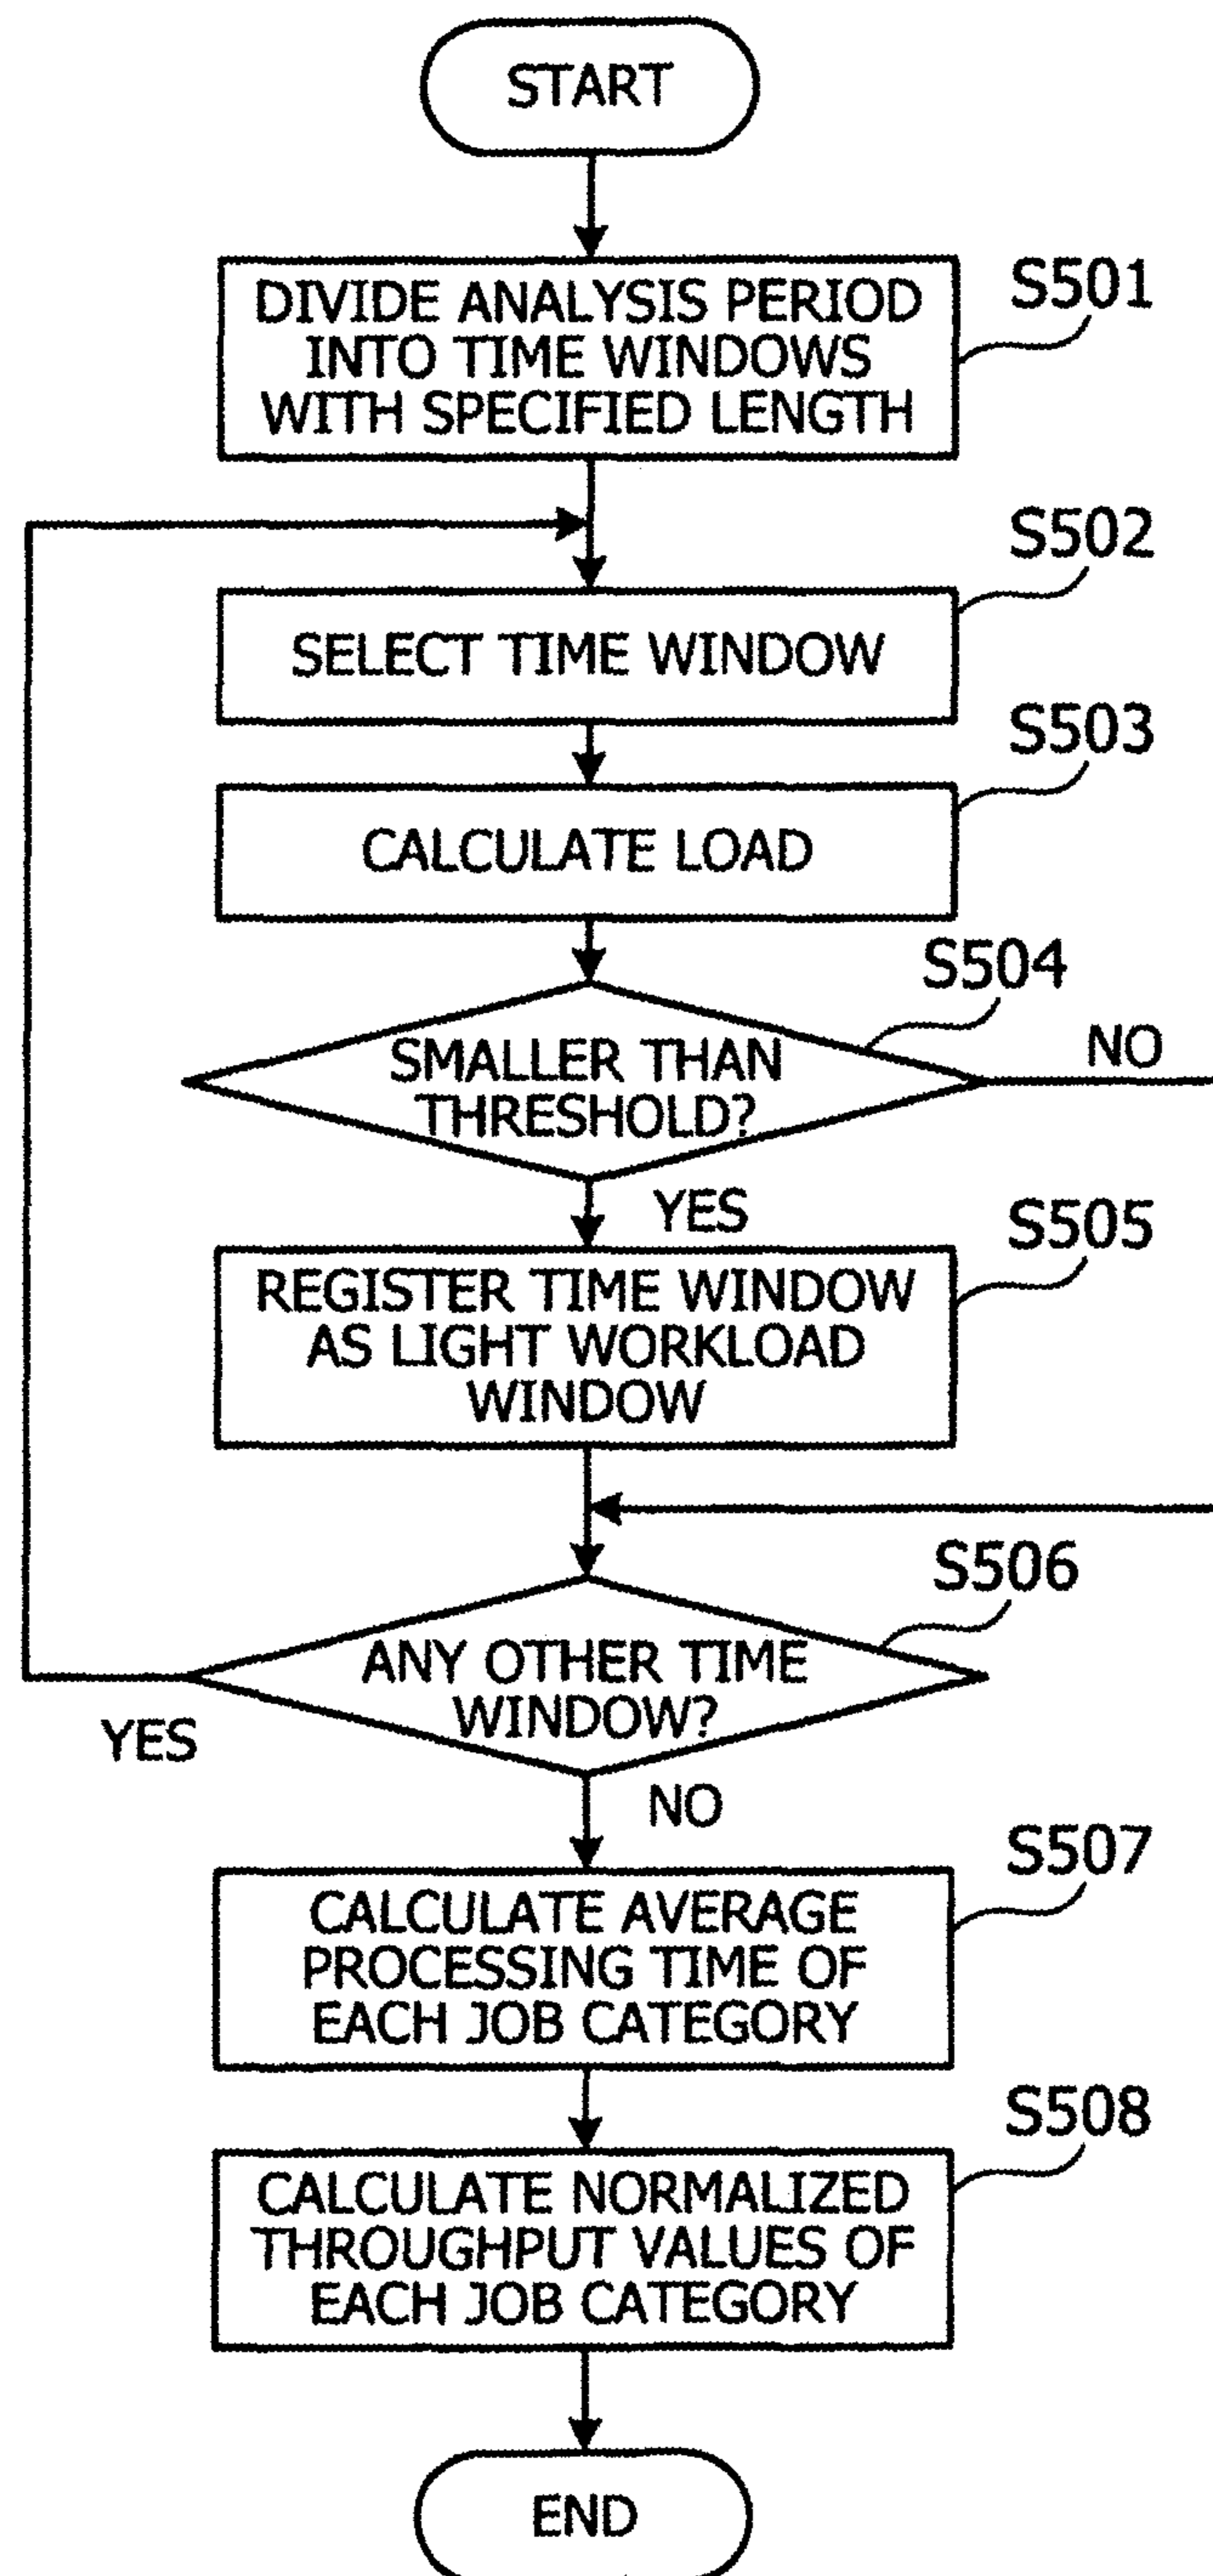 START
S501
DIVIDE ANALYSIS PERIOD
INTO TIME WINDOWS
WITH SPECIFIED LENGTH
S502
SELECT TIME WINDOW
S503
CALCULATE LOAD
S504
SMALLER THAN
THRESHOLD?
NO
YES
S505
REGISTER TIME WINDOW
AS LIGHT WORKLOAD
WINDOW
S506
ANY OTHER TIME
WINDOW?
YES
NO
S507
CALCULATE AVERAGE
PROCESSING TIME OF
EACH JOB CATEGORY
S508
CALCULATE NORMALIZED
THROUGHPUT VALUES OF
EACH JOB CATEGORY
END